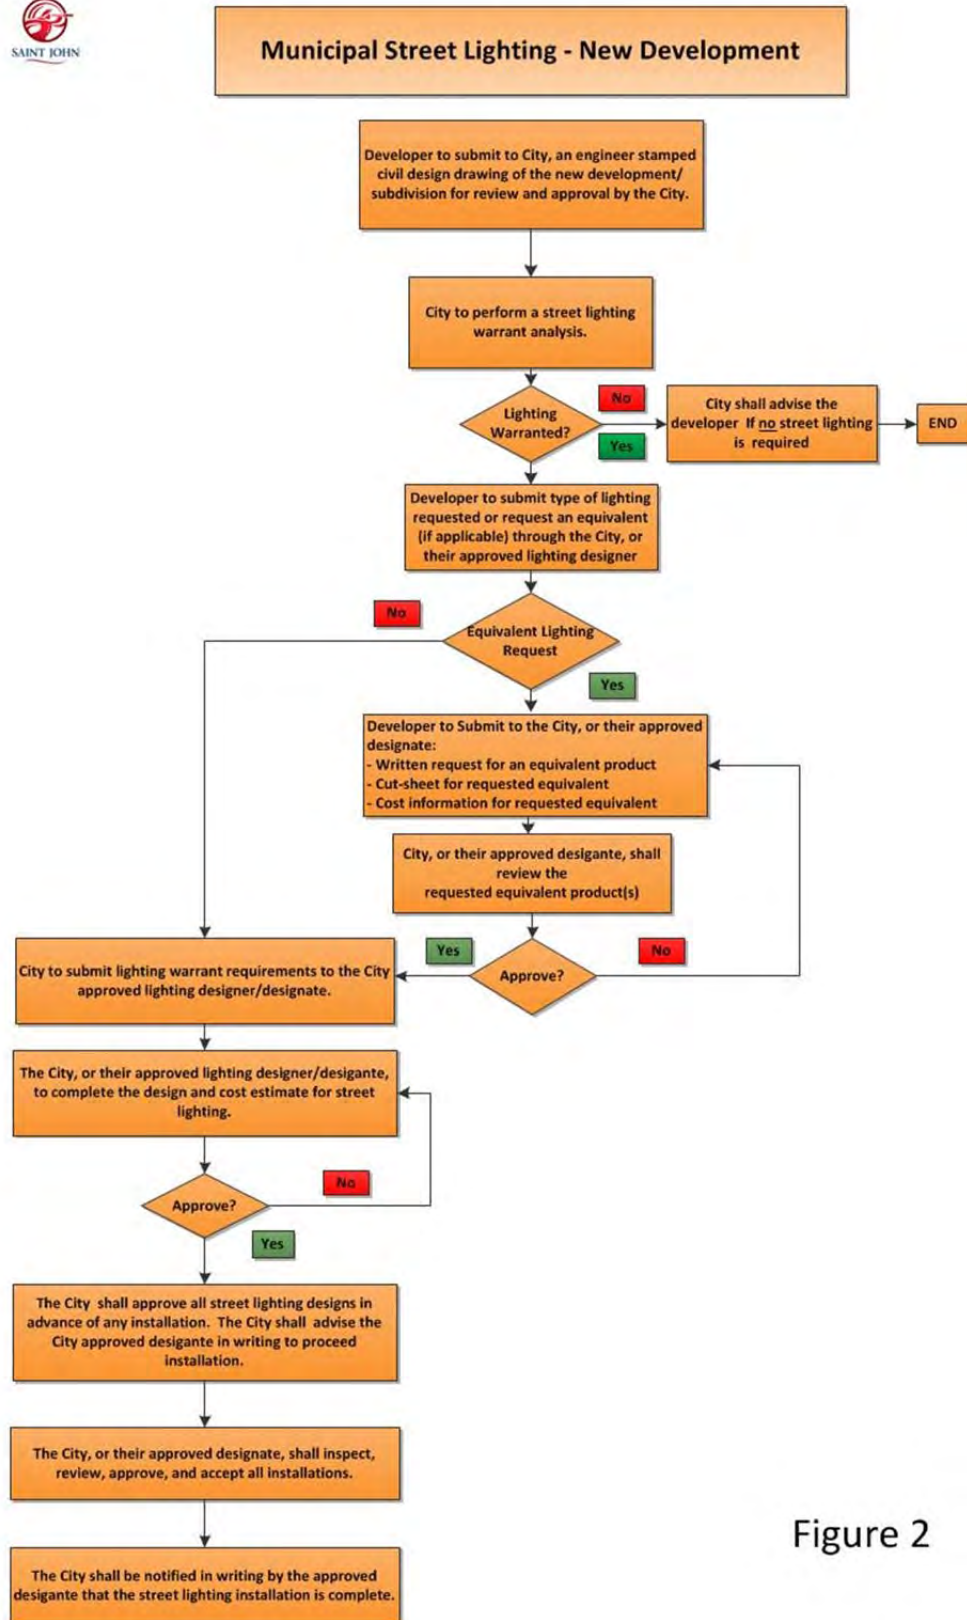 SAINT JOHN
Municipal Street Lighting - New Development
Developer to submit to City, an engineer stamped
civil design drawing of the new development/
subdivision for review and approval by the City.
City to perform a street lighting
warrant analysis.
Lighting
Warranted?
No
Yes
City shall advise the
developer If no street lighting
is required
END
Developer to submit type of lighting
requested or request an equivalent
(if applicable) through the City, or
their approved lighting designer
No
Equivalent Lighting
Request
Yes
Developer to Submit to the City, or their approved
designate:
- Written request for an equivalent product
- Cut-sheet for requested equivalent
- Cost information for requested equivalent
City, or their approved desigante, shall
review the
requested equivalent product(s)
Yes
Approve?
No
City to submit lighting warrant requirements to the City
approved lighting designer/designate.
The City, or their approved lighting designer/desigante,
to complete the design and cost estimate for street
lighting.
Approve?
No
Yes
The City shall approve all street lighting designs in
advance of any installation. The City shall advise the
City approved desigante in writing to proceed
installation.
The City, or their approved designate, shall inspect,
review, approve, and accept all installations.
The City shall be notified in writing by the approved
desigante that the street lighting installation is complete.
Figure 2